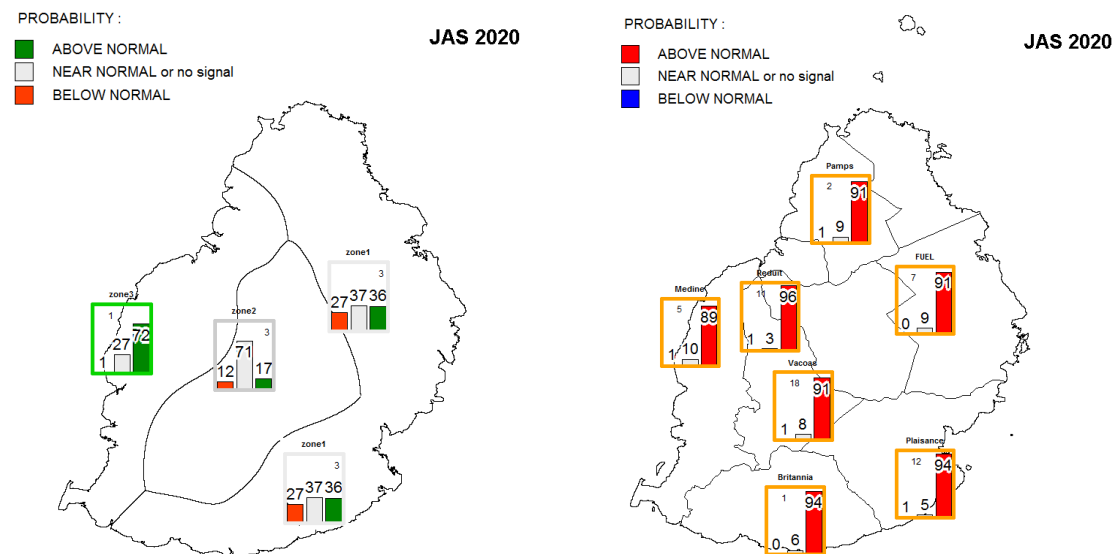 PROBABILITY :
ABOVE NORMAL
NEAR NORMAL or no signal
BELOW NORMAL
JAS 2020
zone1
3
27 37 36
zone3
1
1 27 72
zone2
3
12 71 17
zone1
3
27 37 36
PROBABILITY :
ABOVE NORMAL
NEAR NORMAL or no signal
BELOW NORMAL
JAS 2020
Pamps
2
1 9 91
FUEL
7
0 9 91
Reduit
11
1 3 96
Medine
5
1 10 89
Vacoas
18
1 8 91
Plaisance
12
1 5 94
Britannia
1
0 6 94